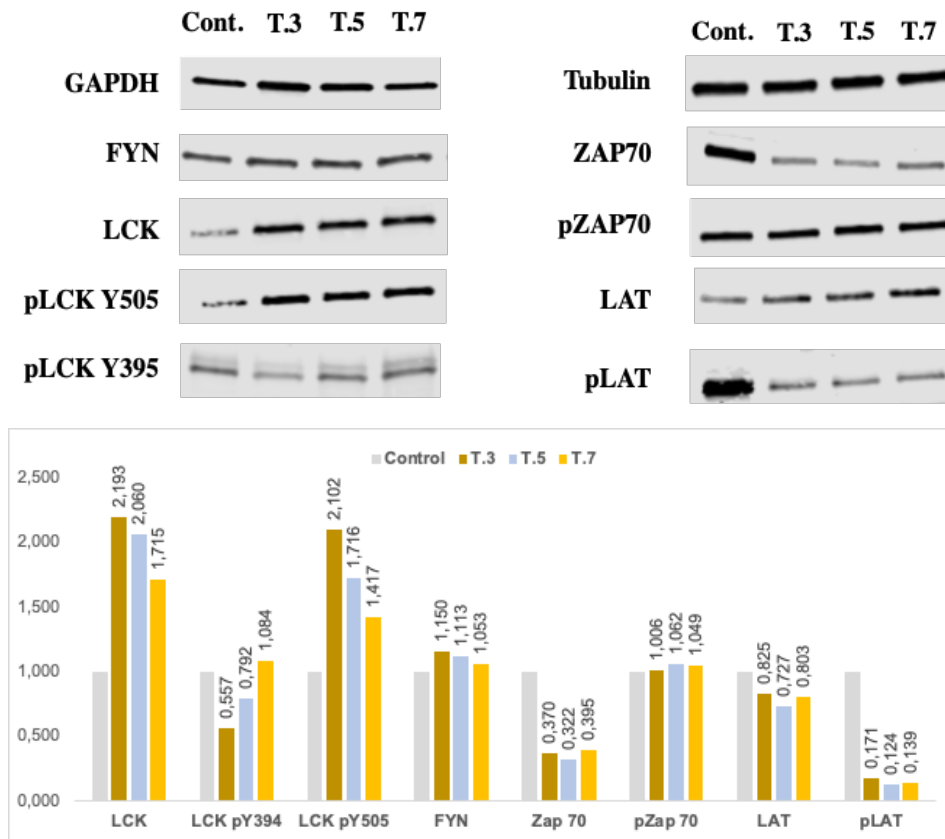 Cont. T.3 T.5 T.7
GAPDH
FYN
LCK
pLCK Y505
pLCK Y395
Cont. T.3 T.5 T.7
Tubulin
ZAP70
pZAP70
LAT
pLAT
Control T.3 T.5 T.7
2,500
2,000
1,500
1,000
0,500
0,000
2,193 2,060 1,715
0,557 0,792 1,084
2,102 1,716 1,417
1,150 1,113 1,053
0,370 0,322 0,395
1,006 1,062 1,049
0,825 0,727 0,803
0,171 0,124 0,139
LCK LCK pY394 LCK pY505 FYN Zap 70 pZap 70 LAT pLAT